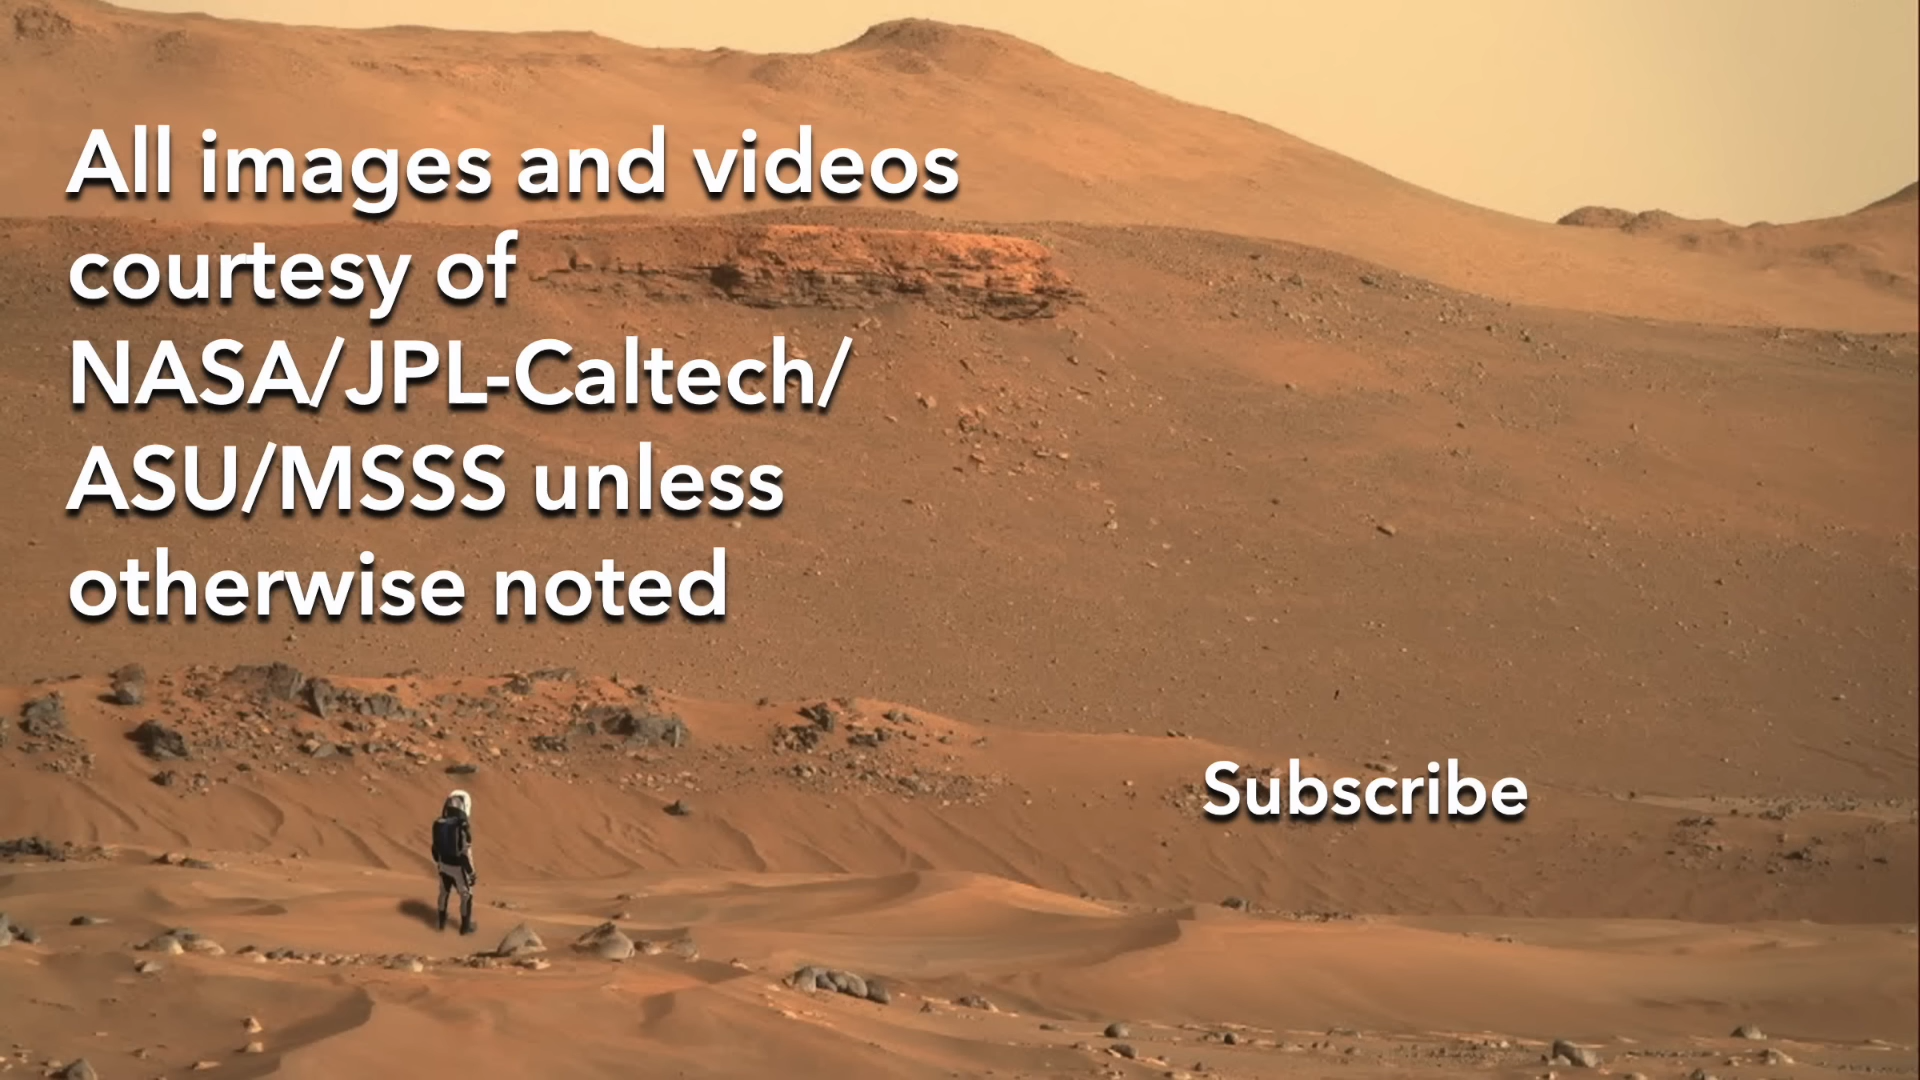 All images and videos
courtesy of
NASA/JPL-Caltech/
ASU/MSSS unless
otherwise noted
Subscribe